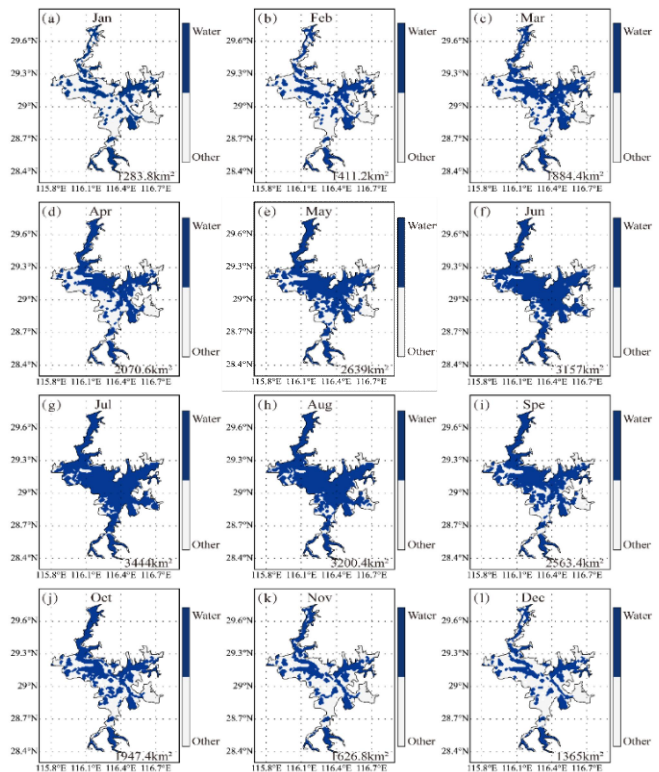 (a) Jan (b) Feb (c) Mar
29.6°N Water 29.6°N Water 29.6°N Water
29.3°N 29.3°N 29.3°N
29°N 29°N 29°N
28.7°N 28.7°N 28.7°N
28.4°N 1283.8km² Other 28.4°N 1411.2km² Other 28.4°N 1884.4km² Other
115.8°E 116.1°E 116.4°E 116.7°E 115.8°E 116.1°E 116.4°E 116.7°E 115.8°E 116.1°E 116.4°E 116.7°E
(d) Apr (e) May (f) Jun
29.6°N Water 29.6°N Water 29.6°N Water
29.3°N 29.3°N 29.3°N
29°N 29°N 29°N
28.7°N 28.7°N 28.7°N
28.4°N 2070.6km² Other 28.4°N 2639km² Other 28.4°N 3157km² Other
115.8°E 116.1°E 116.4°E 116.7°E 115.8°E 116.1°E 116.4°E 116.7°E 115.8°E 116.1°E 116.4°E 116.7°E
(g) Jul (h) Aug (i) Spe
29.6°N Water 29.6°N Water 29.6°N Water
29.3°N 29.3°N 29.3°N
29°N 29°N 29°N
28.7°N 28.7°N 28.7°N
28.4°N 3444km² Other 28.4°N 3200.4km² Other 28.4°N 2563.4km² Other
115.8°E 116.1°E 116.4°E 116.7°E 115.8°E 116.1°E 116.4°E 116.7°E 115.8°E 116.1°E 116.4°E 116.7°E
(j) Oct (k) Nov (l) Dec
29.6°N Water 29.6°N Water 29.6°N Water
29.3°N 29.3°N 29.3°N
29°N 29°N 29°N
28.7°N 28.7°N 28.7°N
28.4°N 1947.4km² Other 28.4°N 1626.8km² Other 28.4°N 1365km² Other
115.8°E 116.1°E 116.4°E 116.7°E 115.8°E 116.1°E 116.4°E 116.7°E 115.8°E 116.1°E 116.4°E 116.7°E